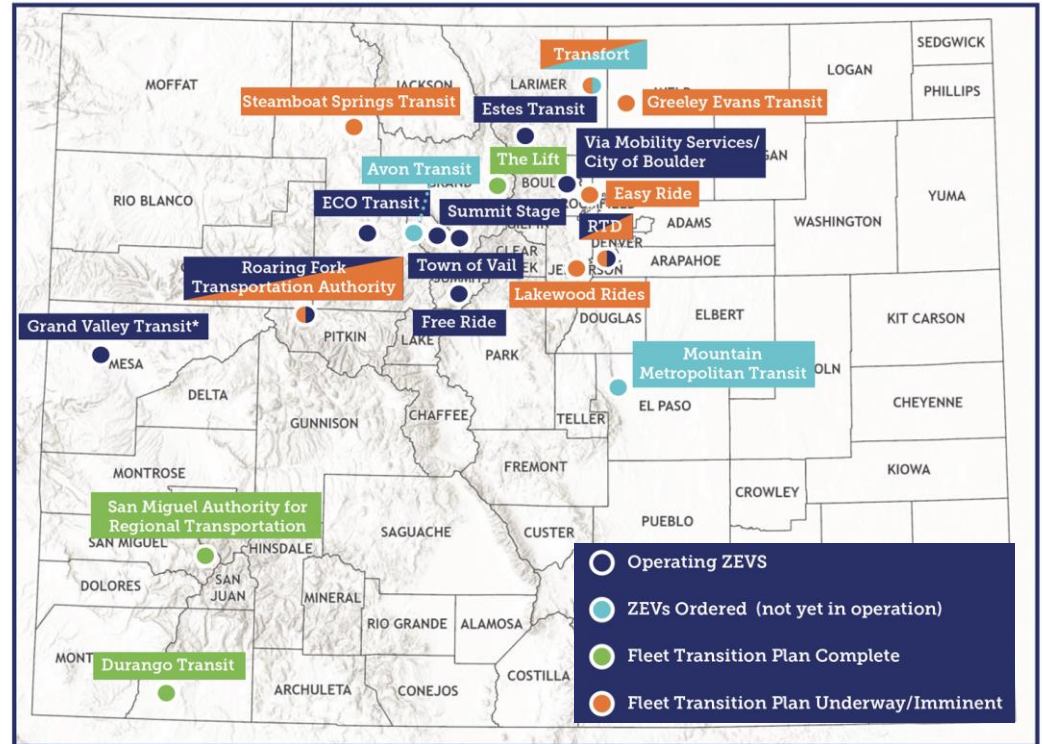 SEDGWICK
Transfort
LOGAN
MOFFAT
JACKSON
LARIMER
PHILLIPS
Steamboat Springs Transit
Estes Transit
Greeley Evans Transit
Via Mobility Services/
City of Boulder
The Lift
Avon Transit
BOUL
YUMA
RIO BLANCO
ECO Transit
Summit Stage
Easy Ride
RTD
ADAMS
WASHINGTON
DENVER
CLEAR
ARAPAHOE
Roaring Fork
Transportation Authority
Town of Vail
Lakewood Rides
Grand Valley Transit*
Free Ride
DOUGLAS
ELBERT
KIT CARSON
PITKIN
LAKE
PARK
MESA
Mountain
Metropolitan Transit
DELTA
EL PASO
CHEYENNE
GUNNISON
CHAFFEE
TELLER
MONTROSE
FREMONT
KIOWA
CROWLEY
San Miguel Authority for
Regional Transportation
SAGUACHE
CUSTER
PUEBLO
SAN MIGUEL
HINSDALE
DOLORES
SAN
JUAN
MINERAL
RIO GRANDE
ALAMOSA
Durango Transit
COSTILLA
ARCHULETA
CONEJOS
Operating ZEVS
ZEVs Ordered (not yet in operation)
Fleet Transition Plan Complete
Fleet Transition Plan Underway/Imminent